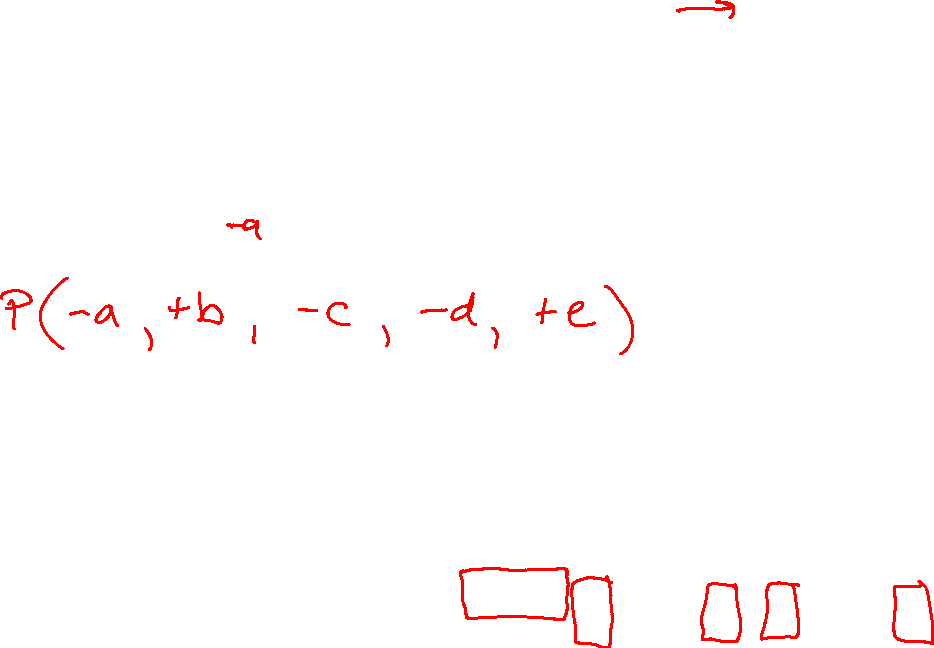 -a
P(-a, +b, -c, -d, +e)